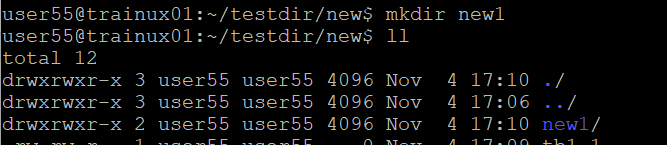 user55@trainux01:~/testdir/new$ mkdir new1
user55@trainux01:~/testdir/new$ ll
total 12
drwxrwxr-x 3 user55 user55 4096 Nov  4 17:10 ./
drwxrwxr-x 3 user55 user55 4096 Nov  4 17:06 ../
drwxrwxr-x 2 user55 user55 4096 Nov  4 17:10 new1/